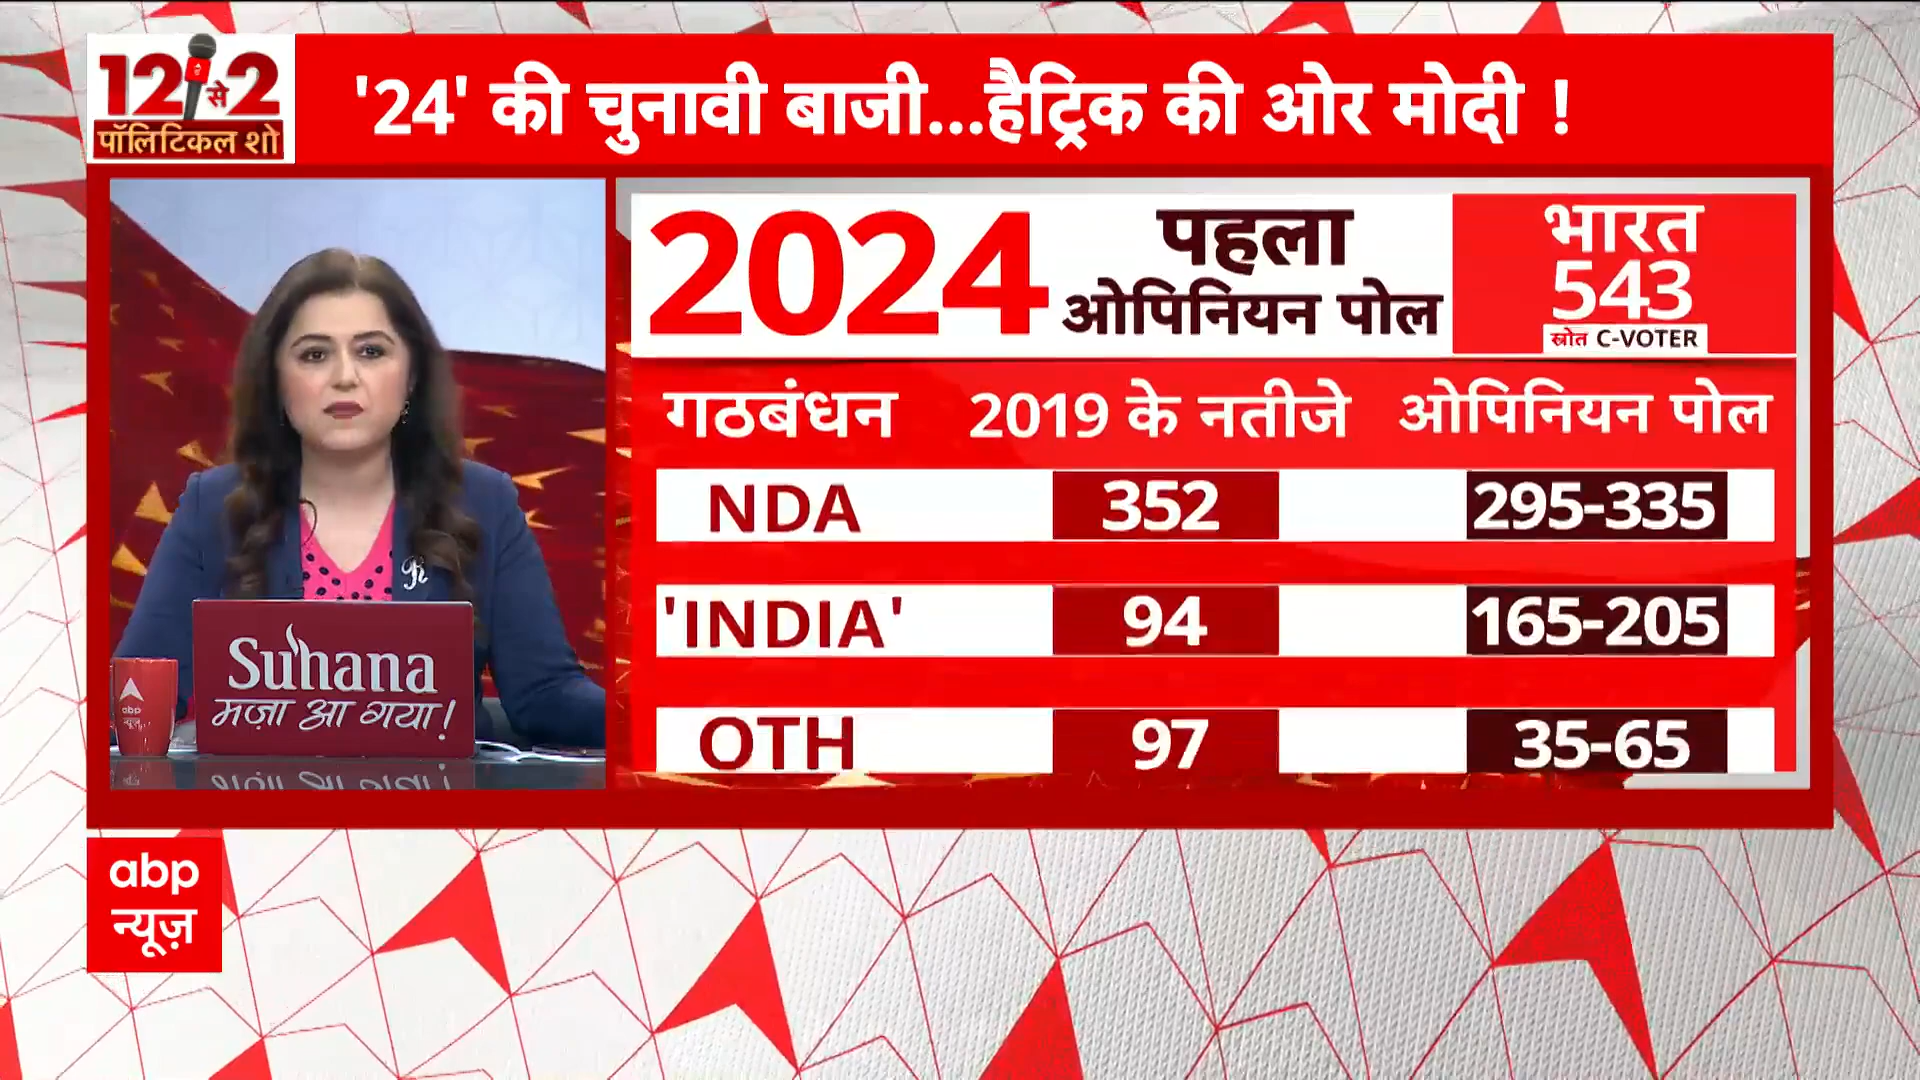 12 से 2
पॉलिटिकल शो
'24' की चुनावी बाजी...हैट्रिक की ओर मोदी !
2024 पहला ओपिनियन पोल
भारत
543
स्रोत C-VOTER
गठबंधन 2019 के नतीजे ओपिनियन पोल
NDA 352 295-335
'INDIA' 94 165-205
OTH 97 35-65
Suhana
मज़ा आ गया!
abp
न्यूज़
abp
न्यूज़